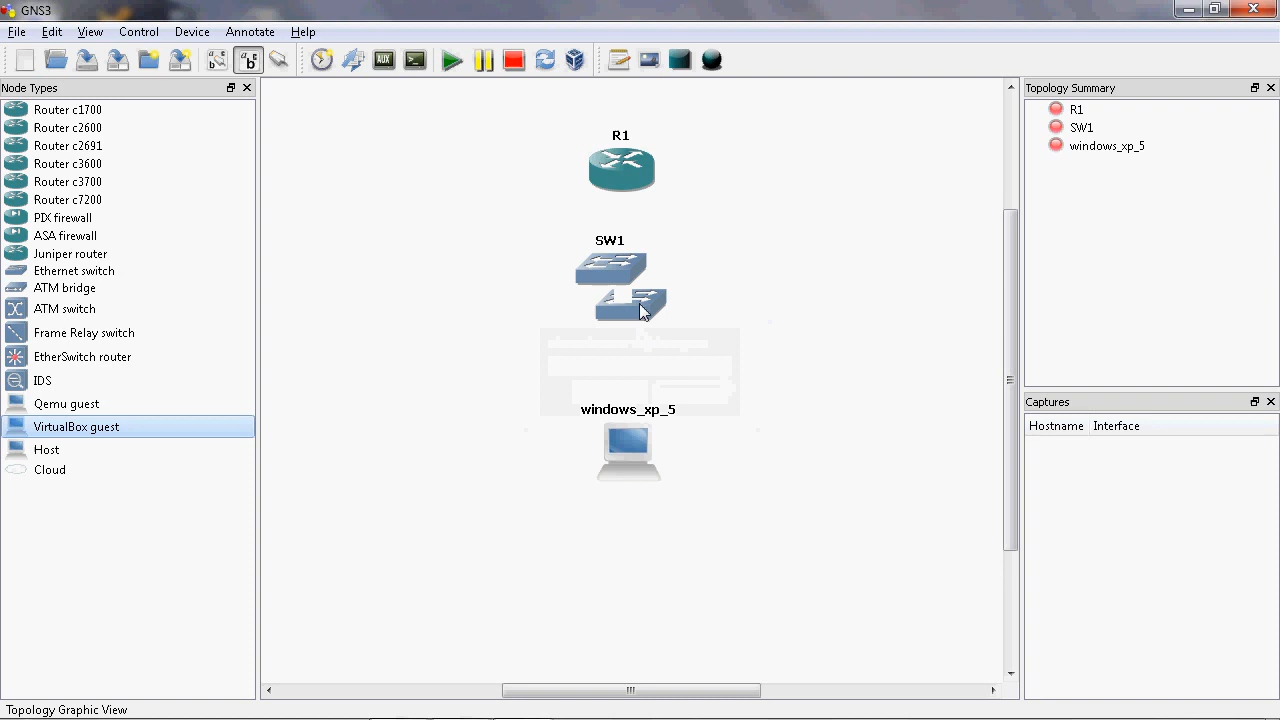 GNS3
File Edit View Control Device Annotate Help
AUX
Node Types
Router c1700
Router c2600
Router c2691
Router c3600
Router c3700
Router c7200
PIX firewall
ASA firewall
Juniper router
Ethernet switch
ATM bridge
ATM switch
Frame Relay switch
EtherSwitch router
IDS
Qemu guest
VirtualBox guest
Host
Cloud
R1
SW1
windows_xp_5
Topology Summary
R1
SW1
windows_xp_5
Captures
Hostname Interface
Topology Graphic View